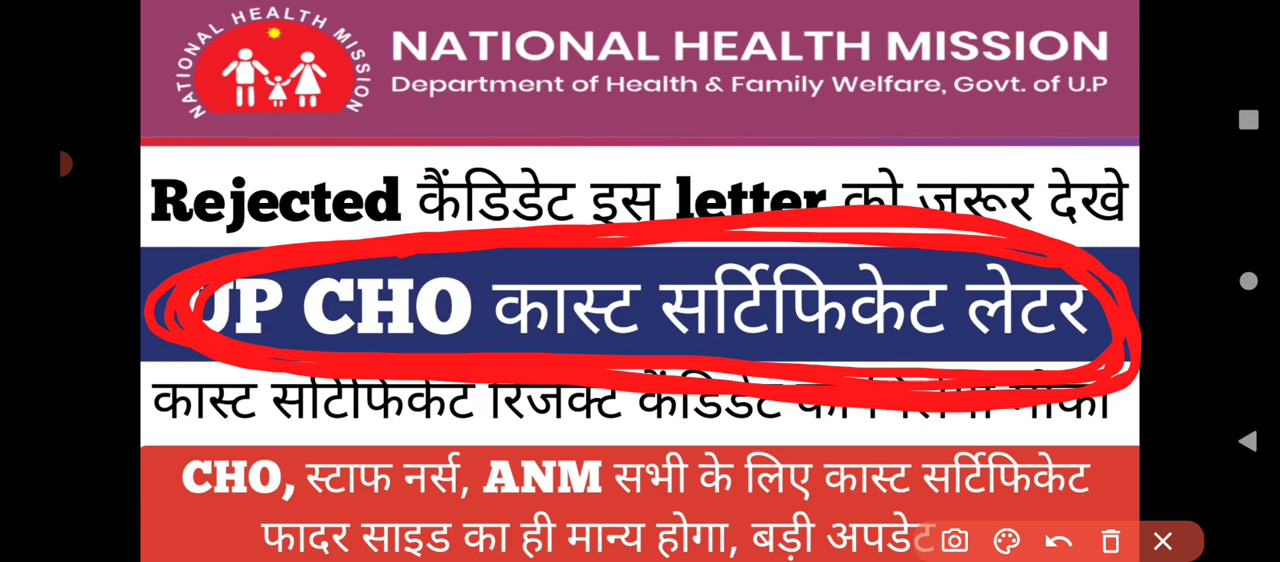 NATIONAL HEALTH MISSION
NATIONAL HEALTH MISSION
Department of Health & Family Welfare, Govt. of U.P
Rejected कैंडिडेट इस letter को जरूर देखे
UP CHO कास्ट सर्टिफिकेट लेटर
कास्ट सर्टिफिकेट रिजेक्ट कैंडिडेट को मौका
CHO, स्टाफ नर्स, ANM सभी के लिए कास्ट सर्टिफिकेट
फादर साइड का ही मान्य होगा, बड़ी अपडेट